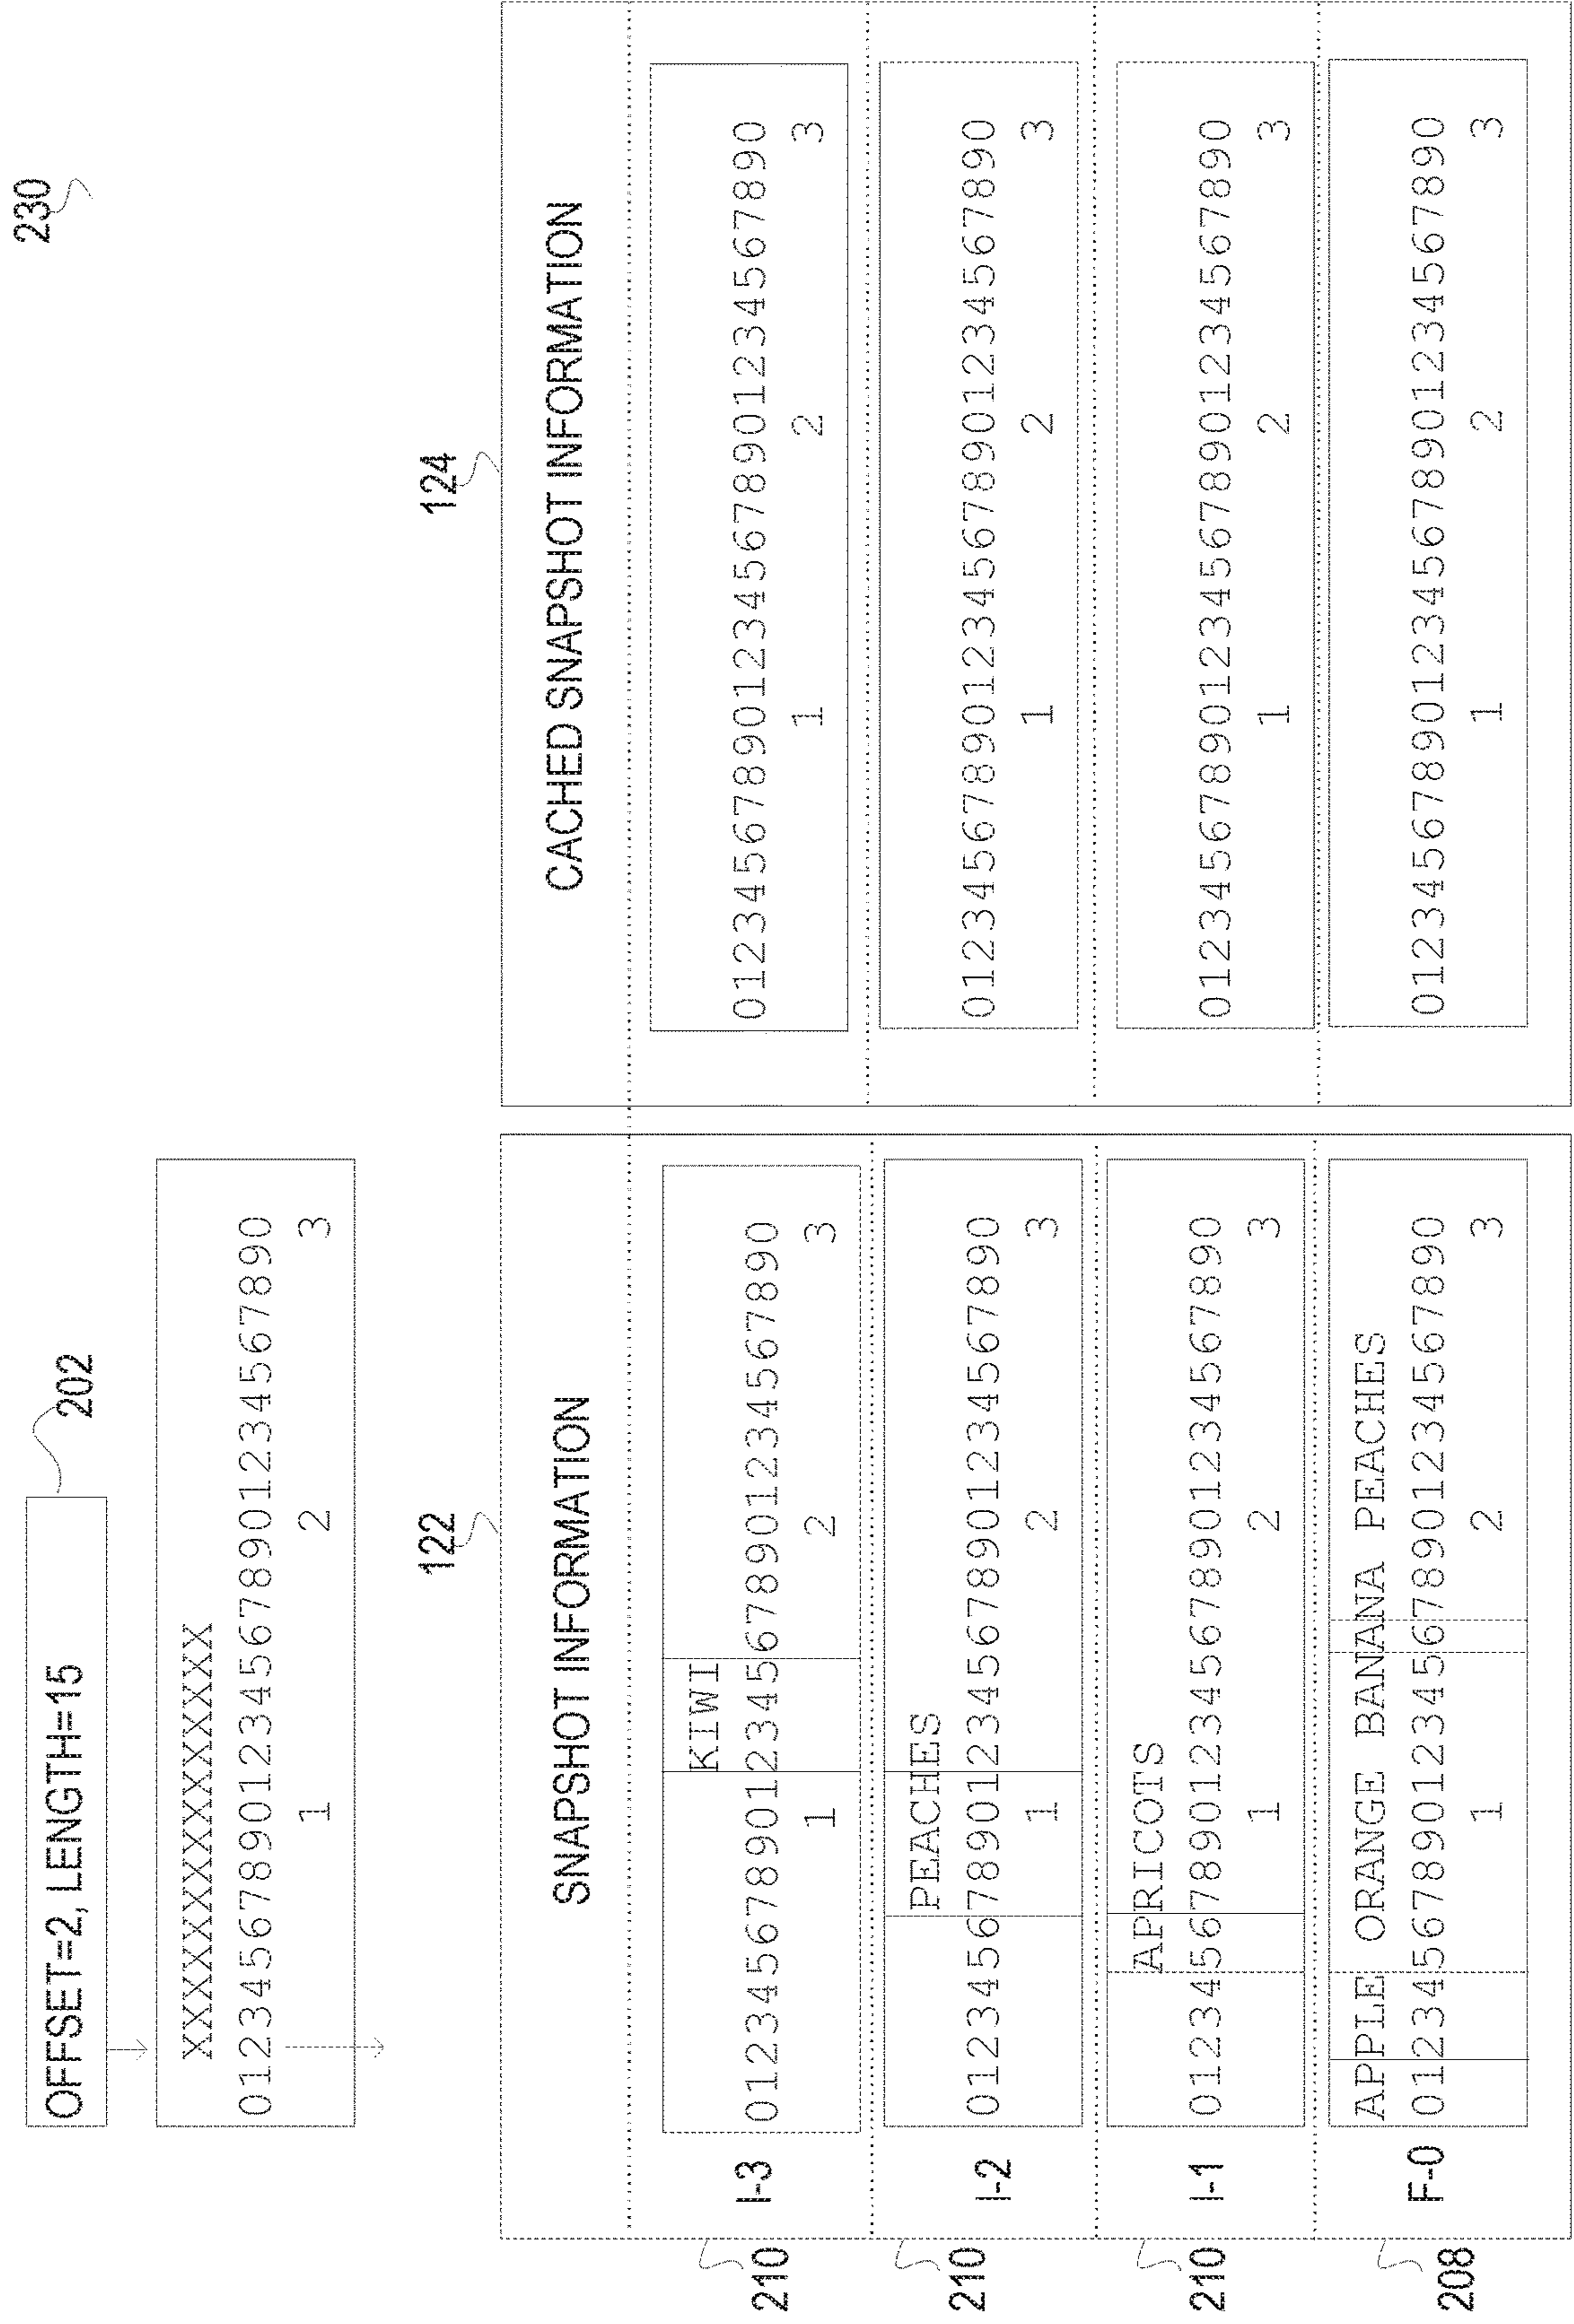 230
OFFSET=2, LENGTH=15
202
XXXXXXXXXXXXXXX
0123456789012345678901234567890
1 2 3
122
124
SNAPSHOT INFORMATION
CACHED SNAPSHOT INFORMATION
210
I-3
KIWI
0123456789012345678901234567890
1 2 3
0123456789012345678901234567890
1 2 3
210
I-2
PEACHES
0123456789012345678901234567890
1 2 3
0123456789012345678901234567890
1 2 3
210
I-1
APRICOTS
0123456789012345678901234567890
1 2 3
0123456789012345678901234567890
1 2 3
208
F-0
APPLE ORANGE BANANA PEACHES
0123456789012345678901234567890
1 2 3
0123456789012345678901234567890
1 2 3